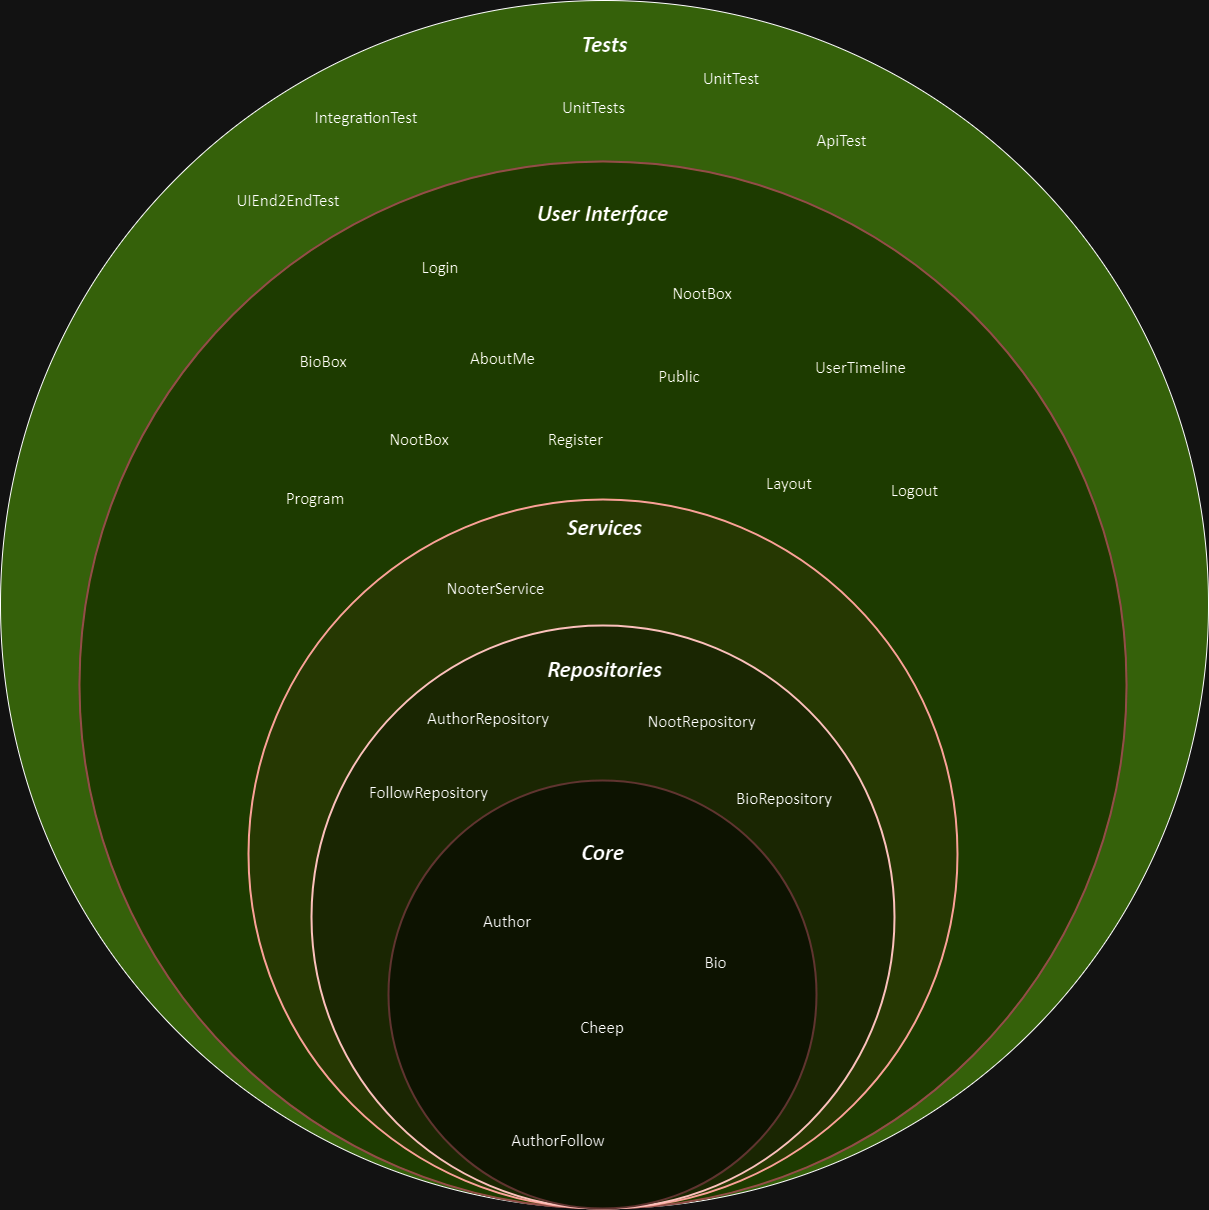 Tests
UnitTest
UnitTests
IntegrationTest
ApiTest
UIEnd2EndTest
User Interface
Login
NootBox
BioBox
AboutMe
Public
UserTimeline
NootBox
Register
Layout
Logout
Program
Services
NooterService
Repositories
AuthorRepository
NootRepository
FollowRepository
BioRepository
Core
Author
Bio
Cheep
AuthorFollow